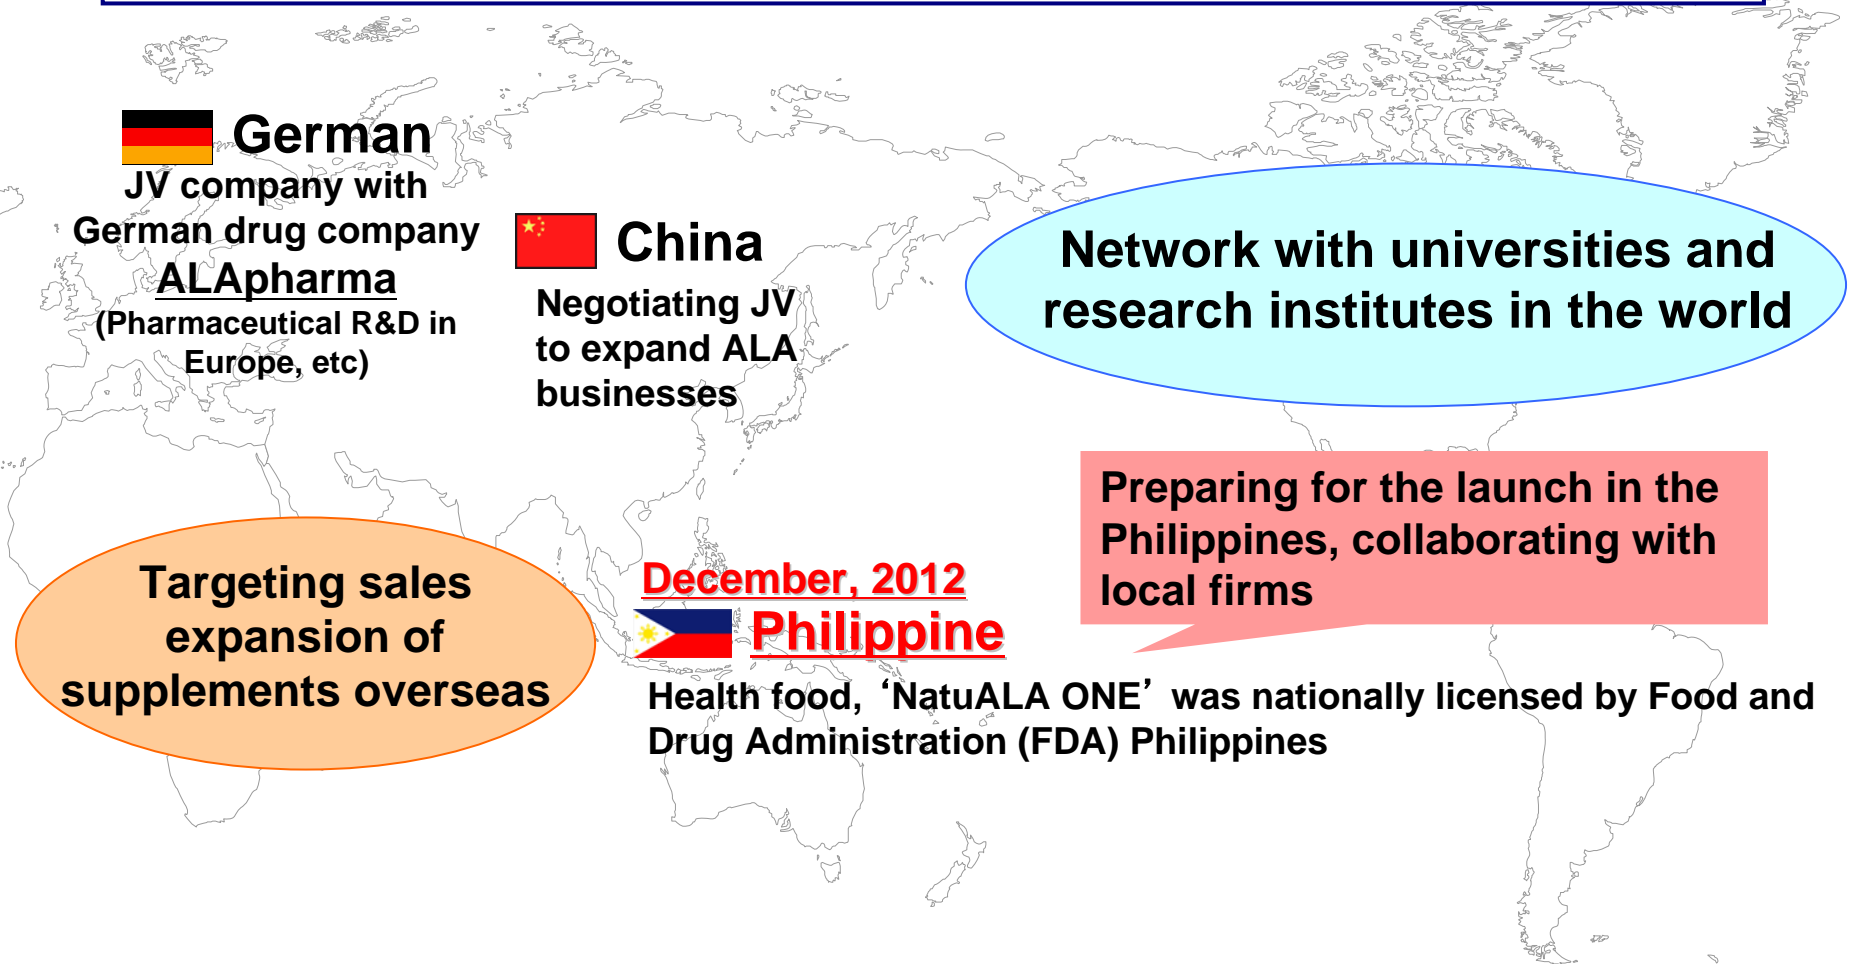 German
JV company with
German drug company
ALApharma
(Pharmaceutical R&D in
Europe, etc)
China
Negotiating JV
to expand ALA
businesses
Network with universities and
research institutes in the world
Preparing for the launch in the
Philippines, collaborating with
local firms
Targeting sales
expansion of
supplements overseas
December, 2012
Philippine
Health food, ‘NatuALA ONE’ was nationally licensed by Food and
Drug Administration (FDA) Philippines